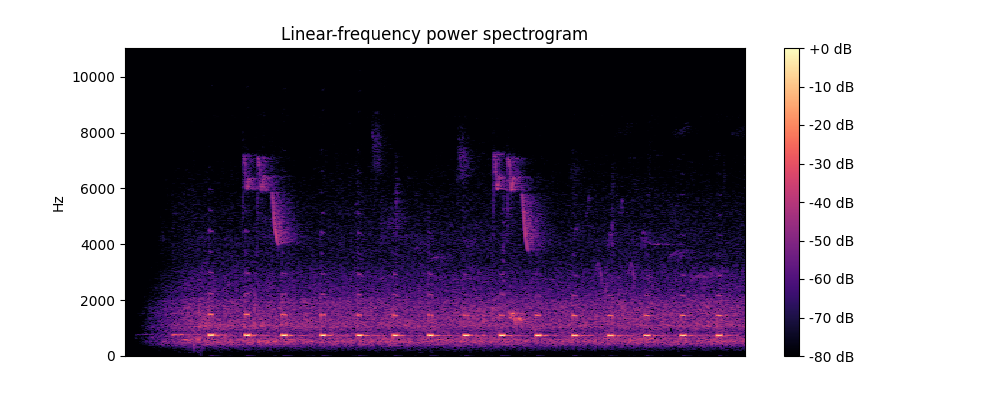 Linear-frequency power spectrogram
Hz
10000
8000
6000
4000
2000
0
+0 dB
-10 dB
-20 dB
-30 dB
-40 dB
-50 dB
-60 dB
-70 dB
-80 dB